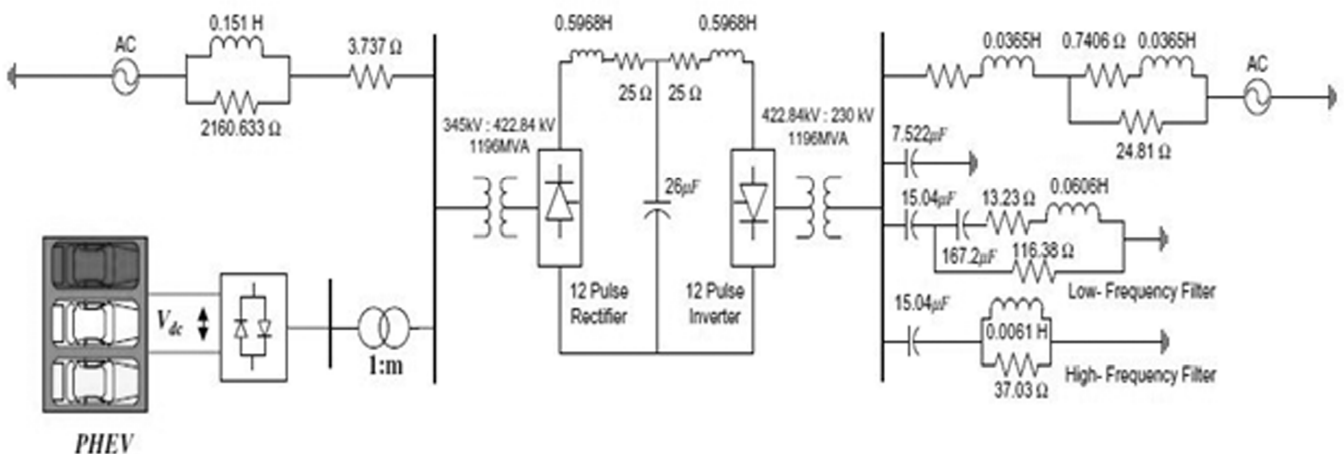 AC
0.151 H
2160.633 Ω
3.737 Ω
345kV : 422.84 kV
1196MVA
0.5968H
25 Ω
25 Ω
0.5968H
26µF
12 Pulse
Rectifier
12 Pulse
Inverter
422.84kV : 230 kV
1196MVA
0.0365H
0.7406 Ω
0.0365H
AC
24.81 Ω
7.522µF
15.04µF
13.23 Ω
0.0606H
167.2µF
116.38 Ω
Low- Frequency Filter
15.04µF
0.0061 H
37.03 Ω
High- Frequency Filter
Vdc
1:m
PHEV